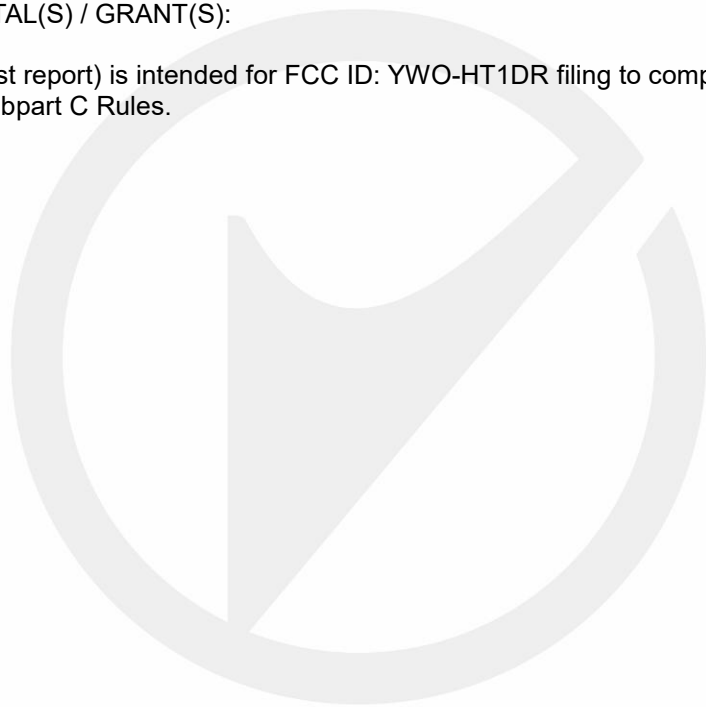 TAL(S) / GRANT(S):
st report) is intended for FCC ID: YWO-HT1DR filing to comp
bpart C Rules.